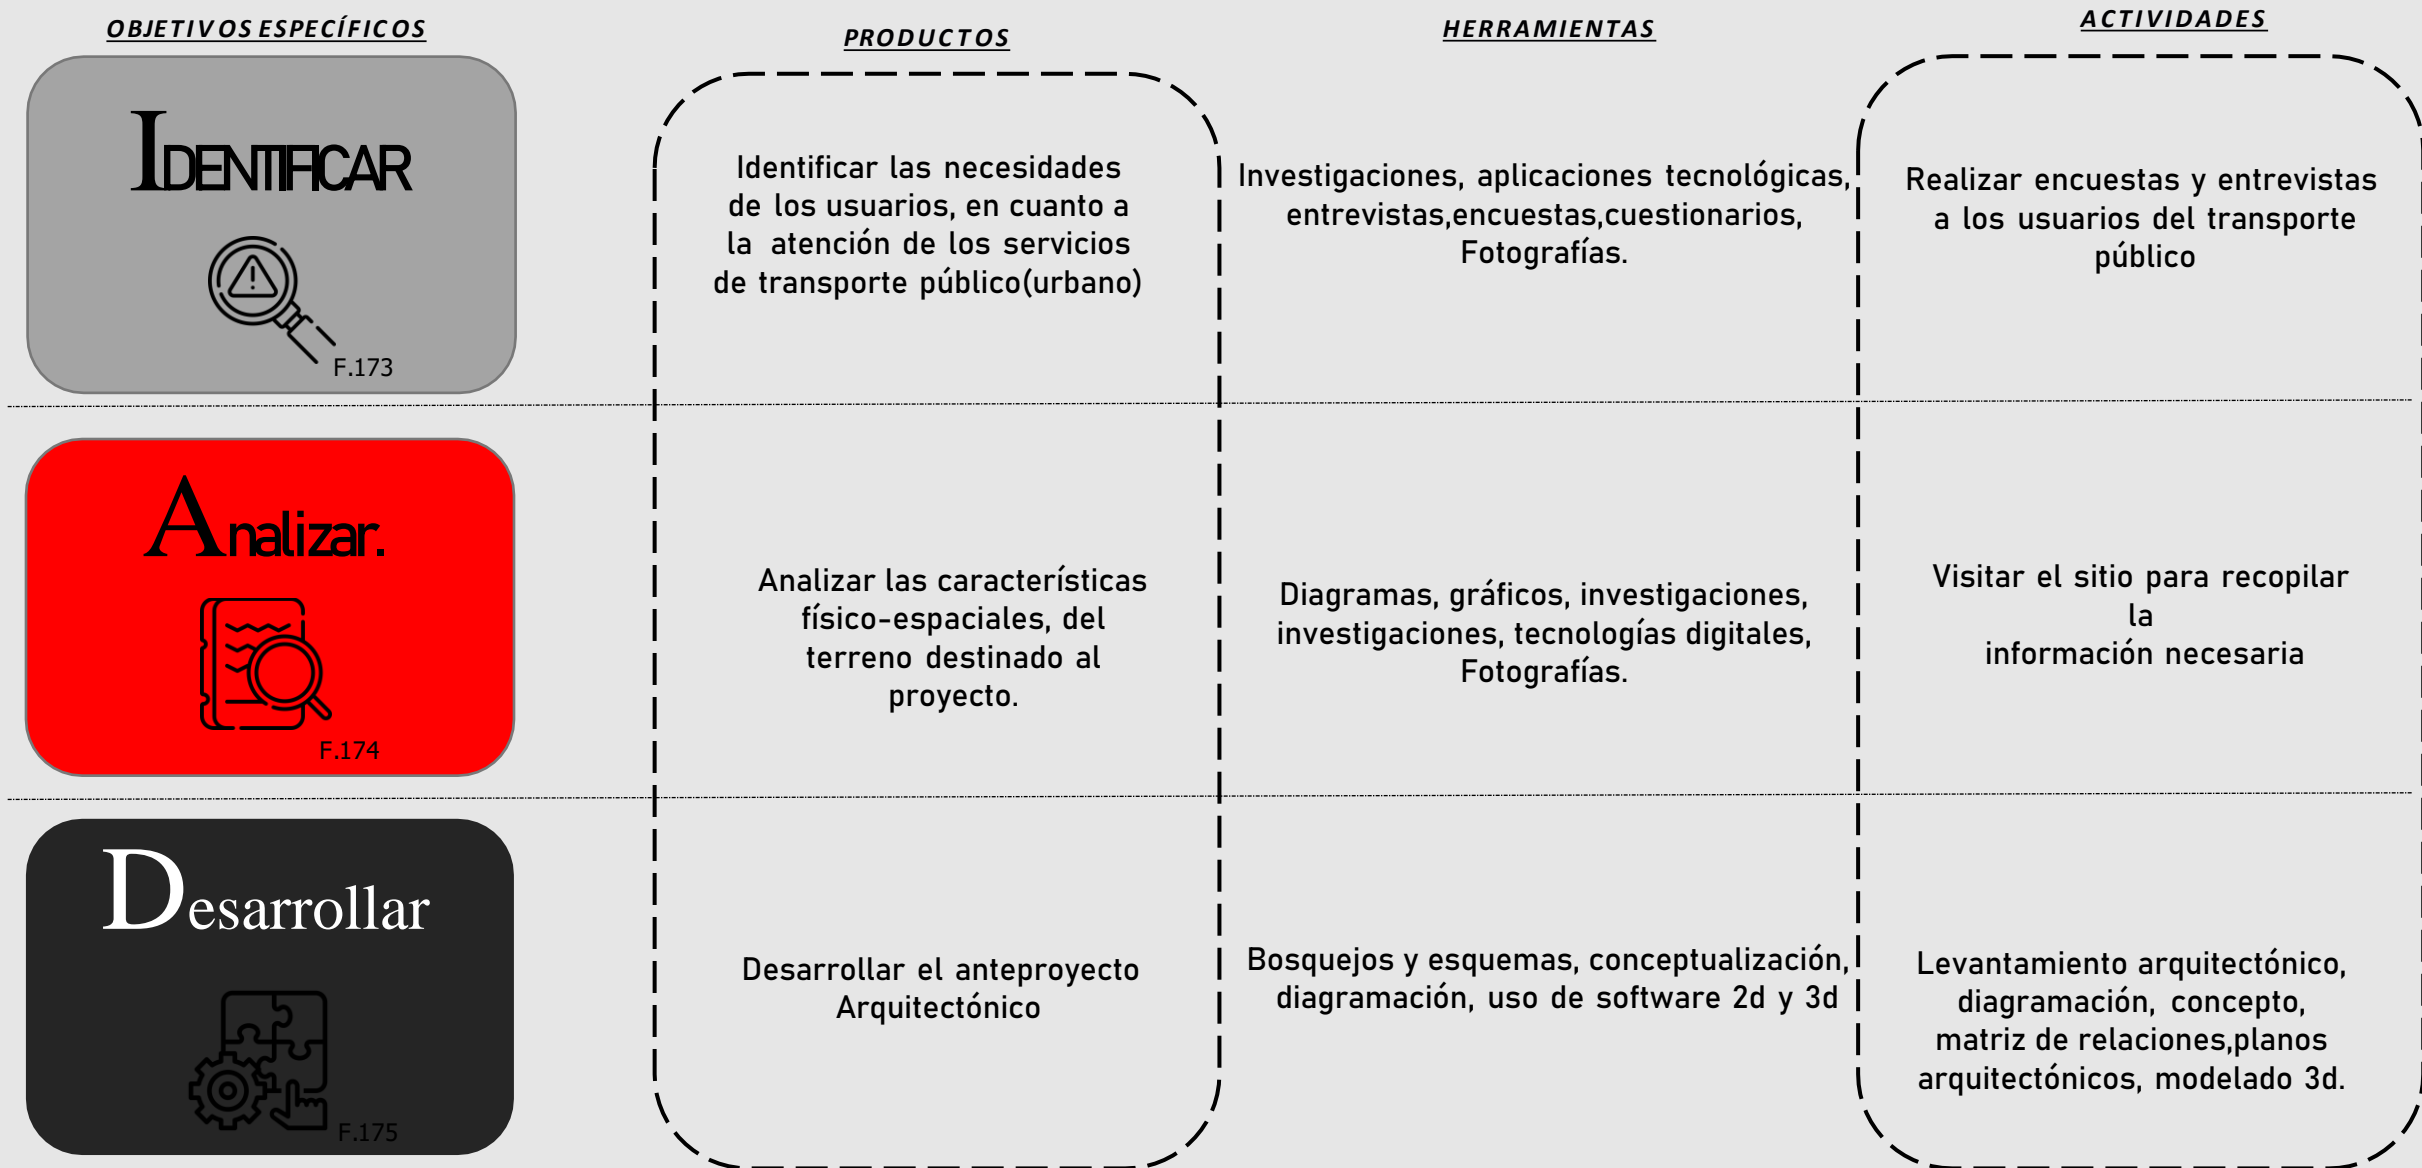 OBJETIVOS ESPECÍFICOS
PRODUCTOS
HERRAMIENTAS
ACTIVIDADES
IDENTIFICAR
F.173
Identificar las necesidades
de los usuarios, en cuanto a
la atención de los servicios
de transporte público(urbano)
Investigaciones, aplicaciones tecnológicas,
entrevistas,encuestas,cuestionarios,
Fotografías.
Realizar encuestas y entrevistas
a los usuarios del transporte
público
Analizar.
F.174
Analizar las características
físico-espaciales, del
terreno destinado al
proyecto.
Diagramas, gráficos, investigaciones,
investigaciones, tecnologías digitales,
Fotografías.
Visitar el sitio para recopilar
la
información necesaria
Desarrollar
F.175
Desarrollar el anteproyecto
Arquitectónico
Bosquejos y esquemas, conceptualización,
diagramación, uso de software 2d y 3d
Levantamiento arquitectónico,
diagramación, concepto,
matriz de relaciones,planos
arquitectónicos, modelado 3d.